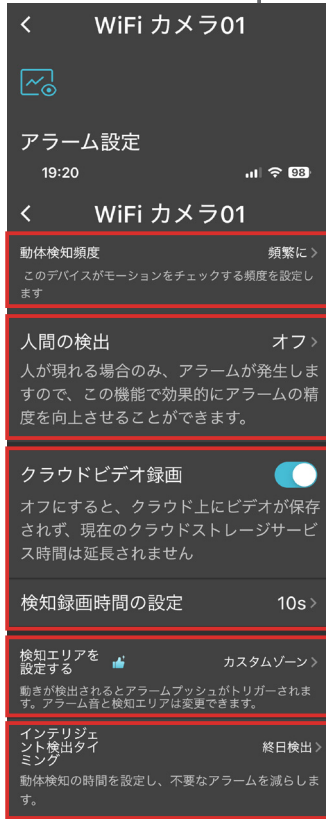 WiFi カメラ01
アラーム設定
19:20
98
WiFi カメラ01
動体検知頻度
頻繁に
このデバイスがモーションをチェックする頻度を設定し
ます
人間の検出
オフ
人が現れる場合のみ、アラームが発生しま
すので、この機能で効果的にアラームの精
度を向上させることができます。
クラウドビデオ録画
オフにすると、クラウド上にビデオが保存
されず、現在のクラウドストレージサービ
ス時間は延長されません
検知録画時間の設定
10s
検知エリアを
設定する
カスタムゾーン
動きが検出されるとアラームプッシュがトリガーされま
す。アラーム音と検知エリアは変更できます。
インテリジェ
ント検出タイ
ミング
終日検出
動体検知の時間を設定し、不要なアラームを減らしま
す。